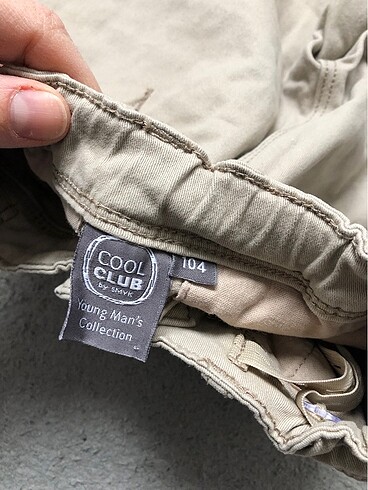 COOL
CLUB
by SMYK
Young Man's
Collection
104